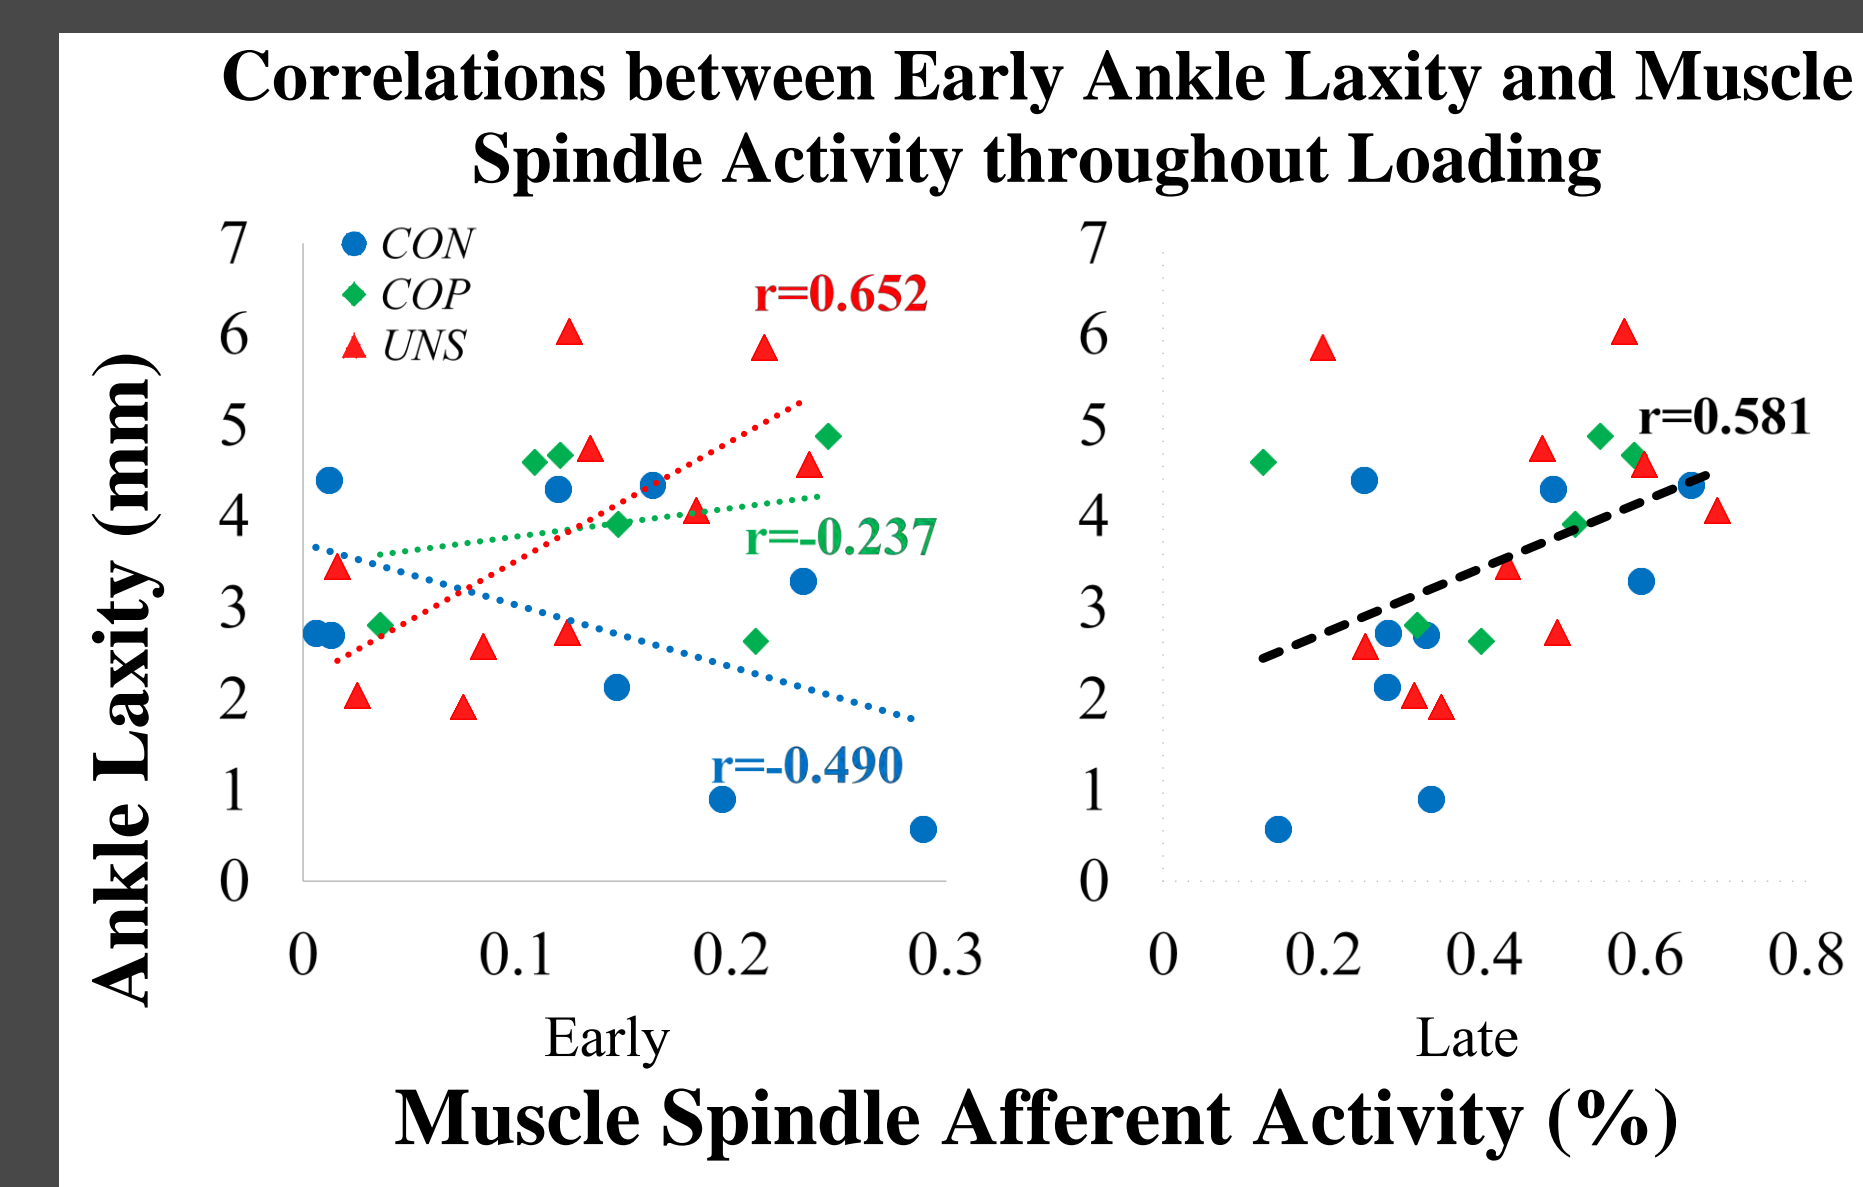 Correlations between Early Ankle Laxity and Muscle
Spindle Activity throughout Loading
Ankle Laxity (mm)
7
6
5
4
3
2
1
0
CON
COP
UNS
r=0.652
r=-0.237
r=-0.490
0 0.1 0.2 0.3
Early
7
6
5
4
3
2
1
0
r=0.581
0 0.2 0.4 0.6 0.8
Late
Muscle Spindle Afferent Activity (%)